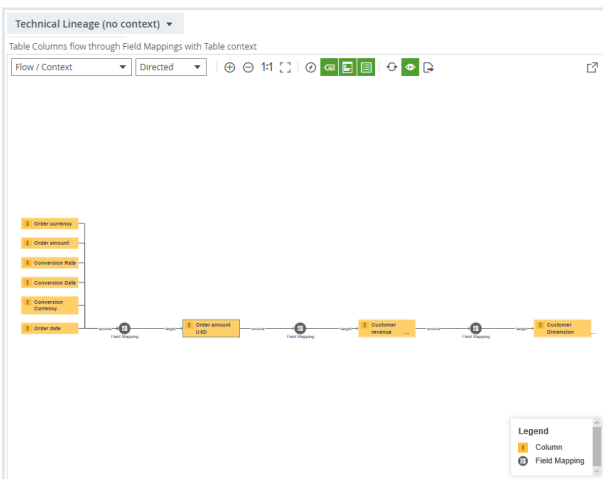 Technical Lineage (no context)
Table Columns flow through Field Mappings with Table context
Flow / Context
Directed
1:1
Order currency
Order amount
Conversion Rate
Conversion Date
Conversion
Currency
Order date
source
Field Mapping
target
Order amount
USD
source
Field Mapping
target
Customer
revenue ...
source
Field Mapping
target
Customer
Dimension ...
Legend
Column
Field Mapping